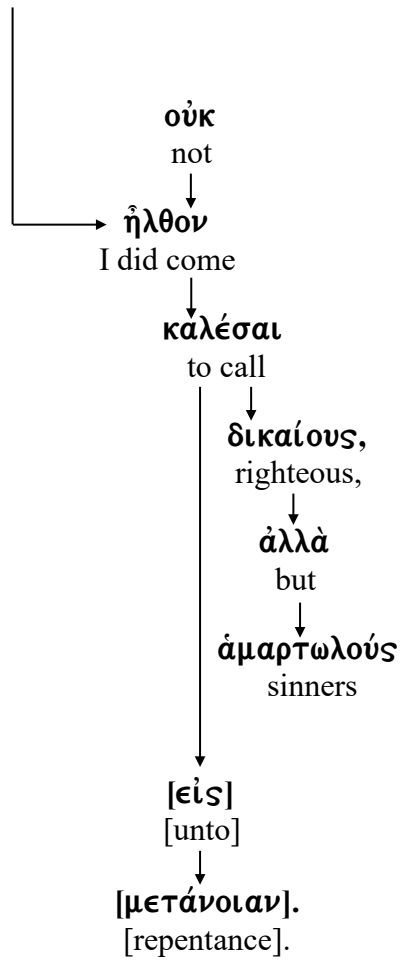 οὐκ
not
ἦλθον
I did come
καλέσαι
to call
δικαίους,
righteous,
ἀλλὰ
but
ἁμαρτωλούς
sinners
[εἰς]
[unto]
[μετάνοιαν].
[repentance].